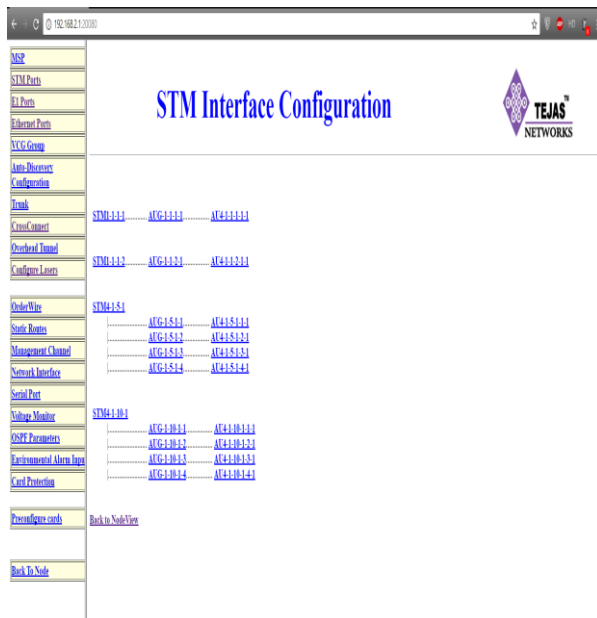 192.168.2.1:20080
MSP
STM Ports
E1 Ports
Ethernet Ports
VCG Group
Auto-Discovery
Configuration
Trunk
CrossConnect
Overhead Tunnel
Configure Lasers
OrderWire
Static Routes
Management Channel
Network Interface
Serial Port
Voltage Monitor
OSPF Parameters
Environmental Alarm Inpu
Card Protection
Preconfigure cards
Back To Node
STM Interface Configuration
TEJAS TM
NETWORKS
STM1-1-1-1............AUG-1-1-1-1..............AU4-1-1-1-1-1
STM1-1-1-2............AUG-1-1-2-1..............AU4-1-1-2-1-1
STM4-1-5-1
|....................AUG-1-5-1-1..............AU4-1-5-1-1-1
|....................AUG-1-5-1-2..............AU4-1-5-1-2-1
|....................AUG-1-5-1-3..............AU4-1-5-1-3-1
|....................AUG-1-5-1-4..............AU4-1-5-1-4-1
STM4-1-10-1
|....................AUG-1-10-1-1..............AU4-1-10-1-1-1
|....................AUG-1-10-1-2..............AU4-1-10-1-2-1
|....................AUG-1-10-1-3..............AU4-1-10-1-3-1
|....................AUG-1-10-1-4..............AU4-1-10-1-4-1
Back to NodeView